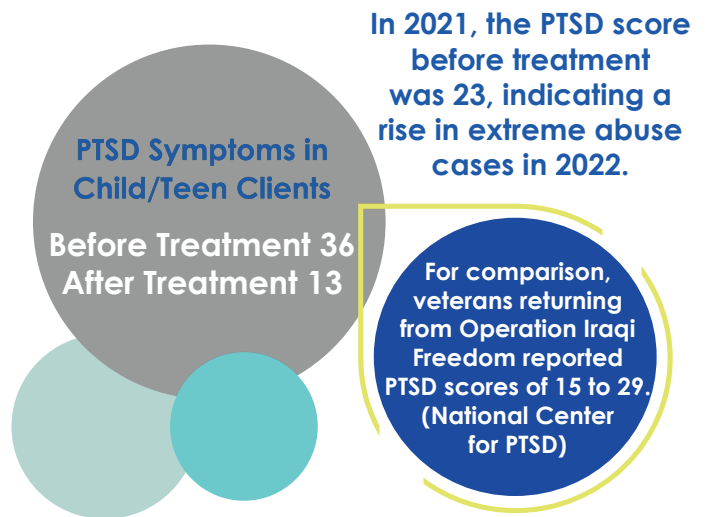 In 2021, the PTSD score
before treatment
was 23, indicating a
rise in extreme abuse
cases in 2022.
PTSD Symptoms in
Child/Teen Clients
Before Treatment 36
After Treatment 13
For comparison,
veterans returning
from Operation Iraqi
Freedom reported
PTSD scores of 15 to 29.
(National Center
for PTSD)